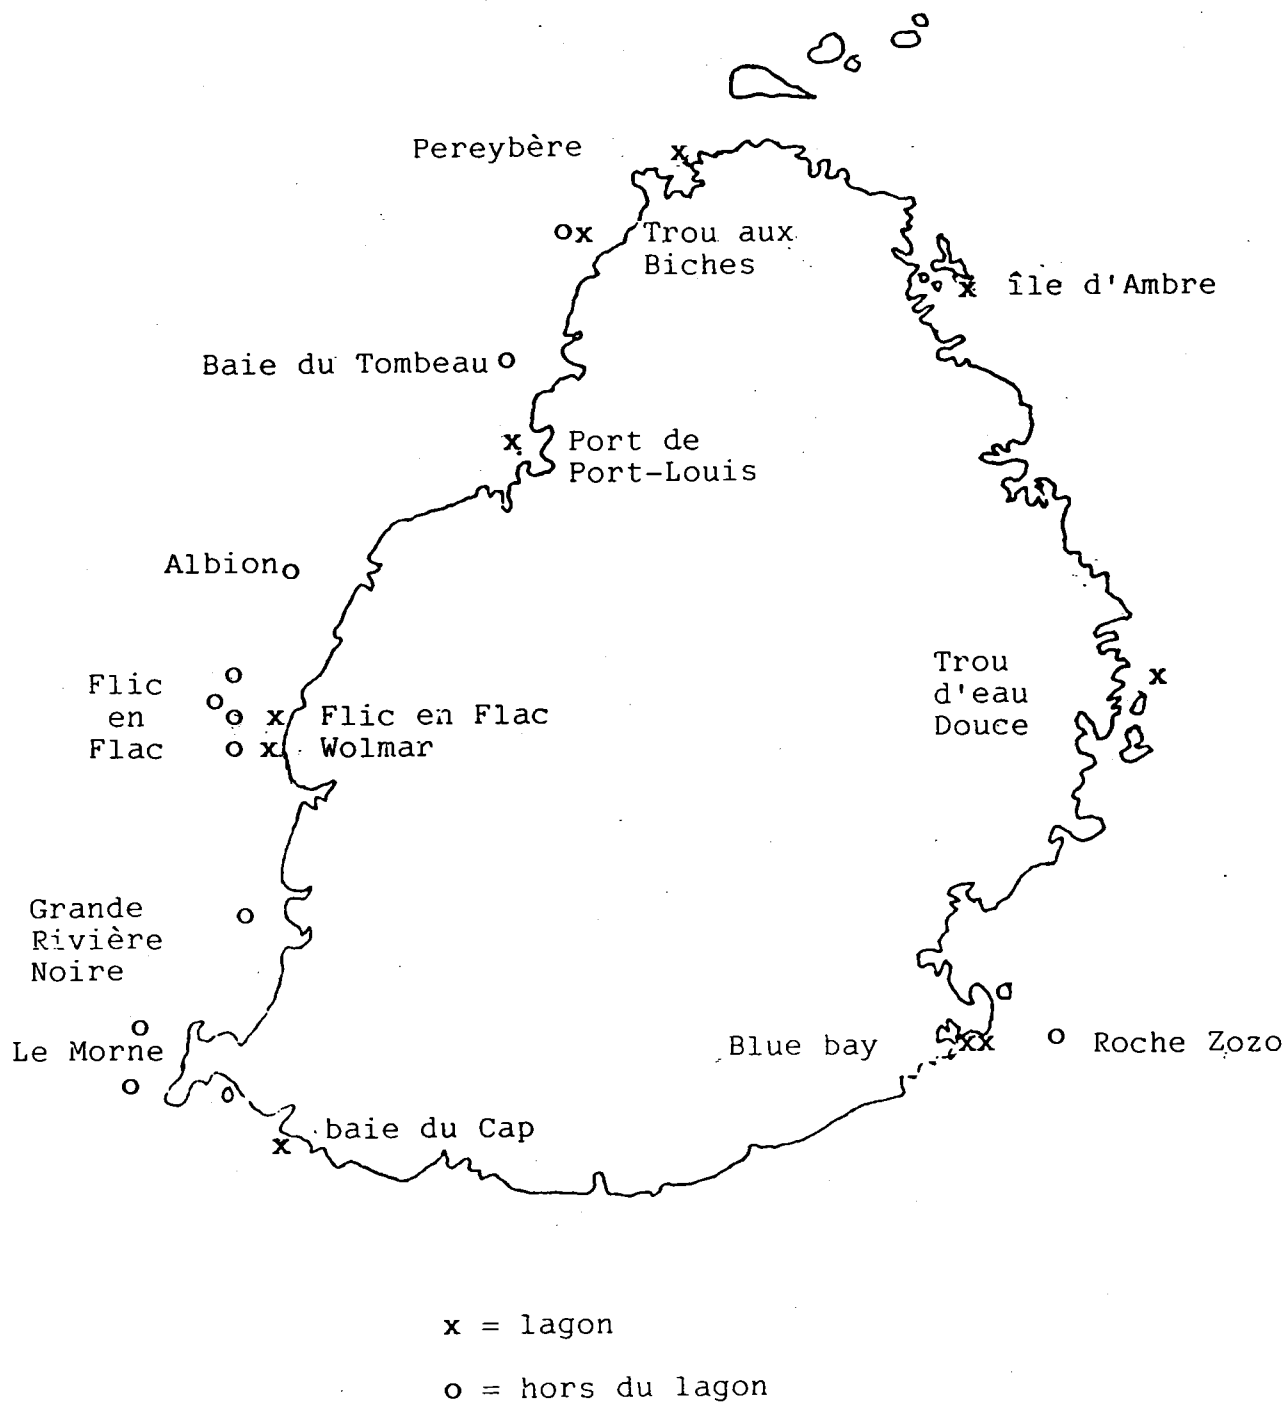 Pereybère x
ox Trou aux
Biches
x île d'Ambre
Baie du Tombeau o
x Port de
Port-Louis
Albion o
Flic
en
Flac
o
o
o x Flic en Flac
o x Wolmar
Trou
d'eau
Douce
x
Grande
Rivière
Noire
o
o
Le Morne
o
Blue bay xx o Roche Zozo
baie du Cap
x
x = lagon
o = hors du lagon